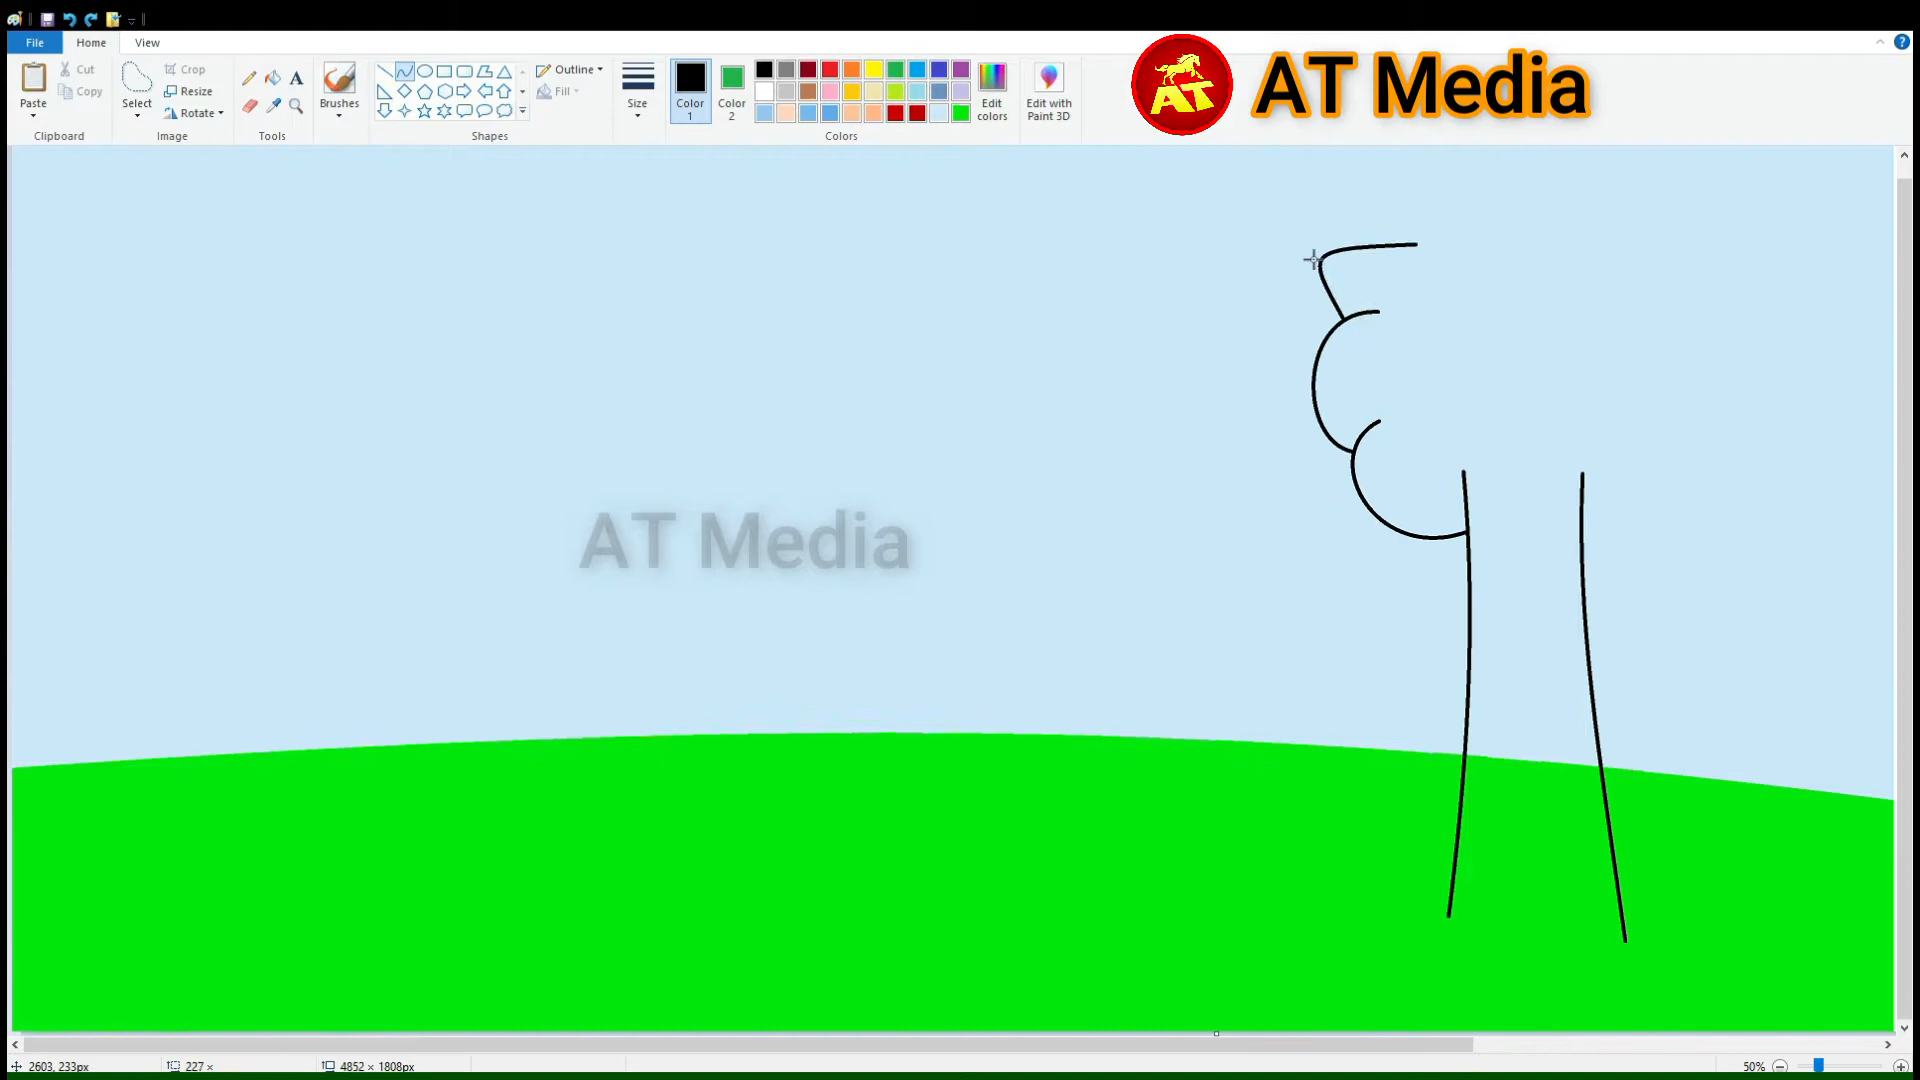 File Home View
AT Media
AT
Paste
Cut
Copy
Clipboard
Select
Crop
Resize
Rotate
Image
A
Tools
Brushes
Shapes
Outline
Fill
Size
Color 1
Color 2
Edit colors
Colors
Edit with Paint 3D
AT Media
2603, 233px
227 ×
4852 × 1808px
50%